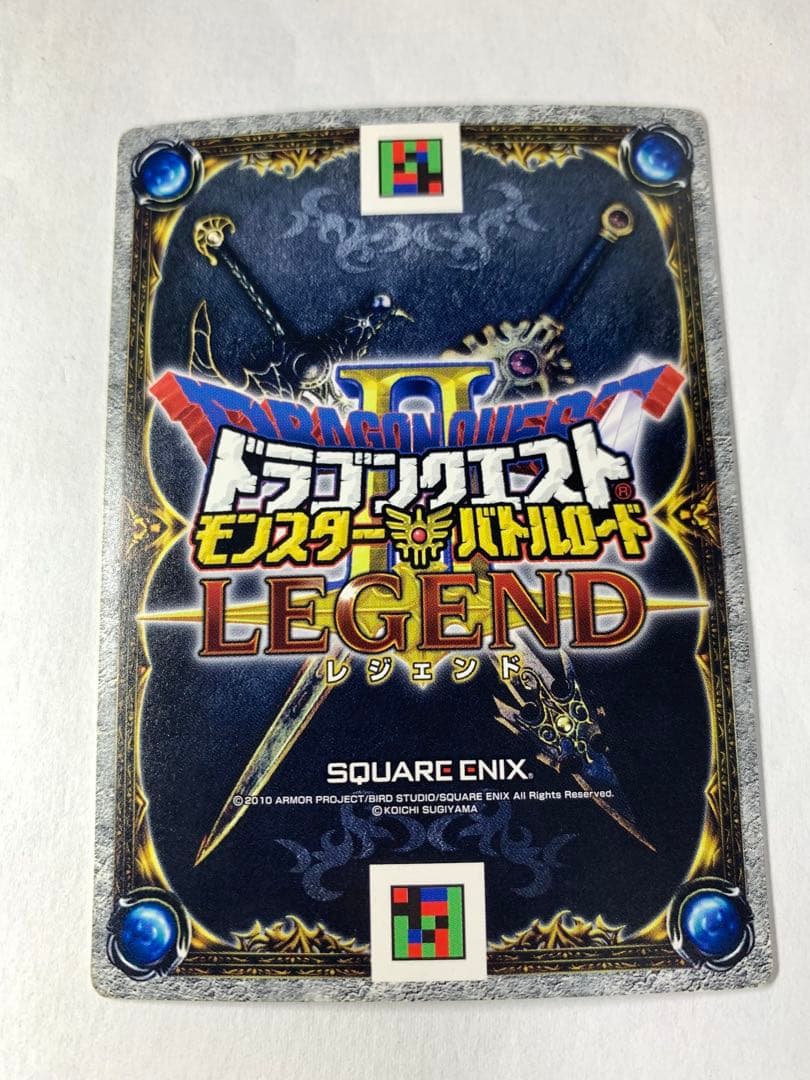 DRAGON QUEST
II
ドラゴンクエスト®
モンスター バトルロード
LEGEND
レジェンド
SQUARE ENIX®
©2010 ARMOR PROJECT/BIRD STUDIO/SQUARE ENIX All Rights Reserved.
©KOICHI SUGIYAMA